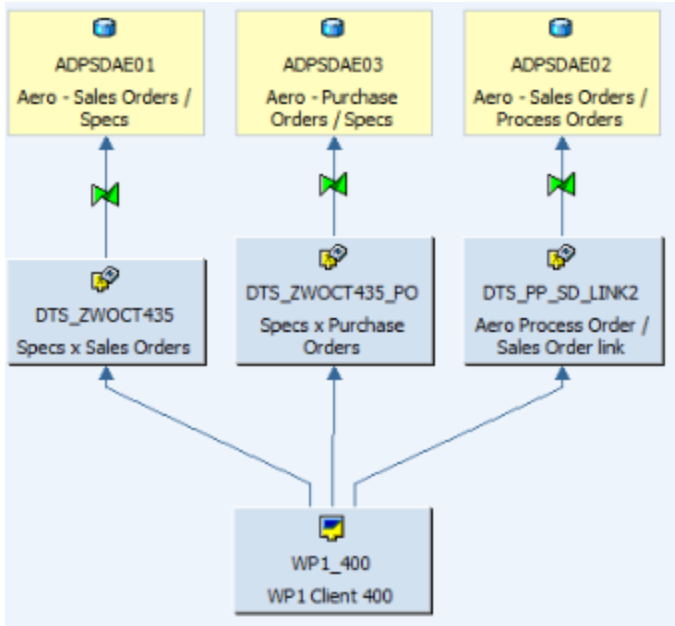 ADPSDAE01
Aero - Sales Orders /
Specs
ADPSDAE03
Aero - Purchase
Orders / Specs
ADPSDAE02
Aero - Sales Orders /
Process Orders
DTS_ZWOCT435
Specs x Sales Orders
DTS_ZWOCT435_PO
Specs x Purchase
Orders
DTS_PP_SD_LINK2
Aero Process Order /
Sales Order link
WP1_400
WP1 Client 400